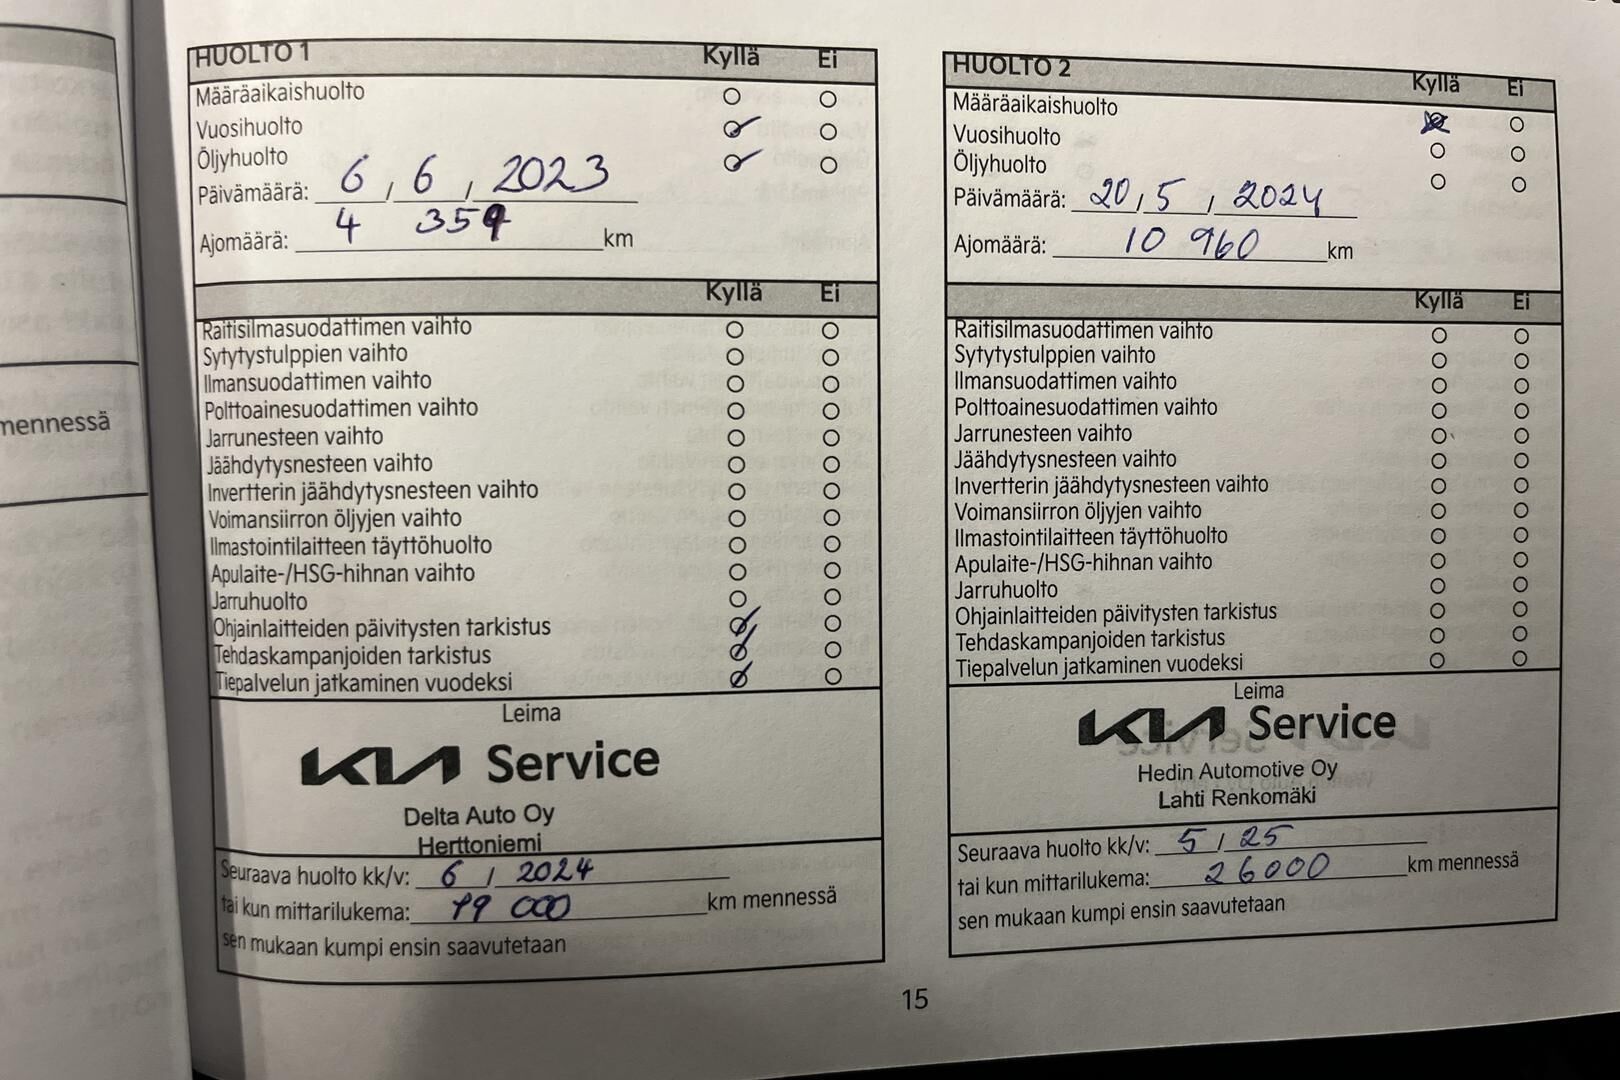 mennessä
HUOLTO 1 Kyllä Ei
Määräaikaishuolto
Vuosihuolto
Öljyhuolto
Päivämäärä: 6 / 6 / 2023
Ajomäärä: 4 354 km
Kyllä Ei
Raitisilmasuodattimen vaihto
Sytytystulppien vaihto
Ilmansuodattimen vaihto
Polttoainesuodattimen vaihto
Jarrunesteen vaihto
Jäähdytysnesteen vaihto
Invertterin jäähdytysnesteen vaihto
Voimansiirron öljyjen vaihto
Ilmastointilaitteen täyttöhuolto
Apulaite-/HSG-hihnan vaihto
Jarruhuolto
Ohjainlaitteiden päivitysten tarkistus
Tehdaskampanjoiden tarkistus
Tiepalvelun jatkaminen vuodeksi
Leima
KIA Service
Delta Auto Oy
Herttoniemi
Seuraava huolto kk/v: 6 / 2024
tai kun mittarilukema: 19 000 km mennessä
sen mukaan kumpi ensin saavutetaan
HUOLTO 2 Kyllä Ei
Määräaikaishuolto
Vuosihuolto
Öljyhuolto
Päivämäärä: 20 / 5 / 2024
Ajomäärä: 10 960 km
Kyllä Ei
Raitisilmasuodattimen vaihto
Sytytystulppien vaihto
Ilmansuodattimen vaihto
Polttoainesuodattimen vaihto
Jarrunesteen vaihto
Jäähdytysnesteen vaihto
Invertterin jäähdytysnesteen vaihto
Voimansiirron öljyjen vaihto
Ilmastointilaitteen täyttöhuolto
Apulaite-/HSG-hihnan vaihto
Jarruhuolto
Ohjainlaitteiden päivitysten tarkistus
Tehdaskampanjoiden tarkistus
Tiepalvelun jatkaminen vuodeksi
Leima
KIA Service
Hedin Automotive Oy
Lahti Renkomäki
Seuraava huolto kk/v: 5 / 25
tai kun mittarilukema: 26000 km mennessä
sen mukaan kumpi ensin saavutetaan
15